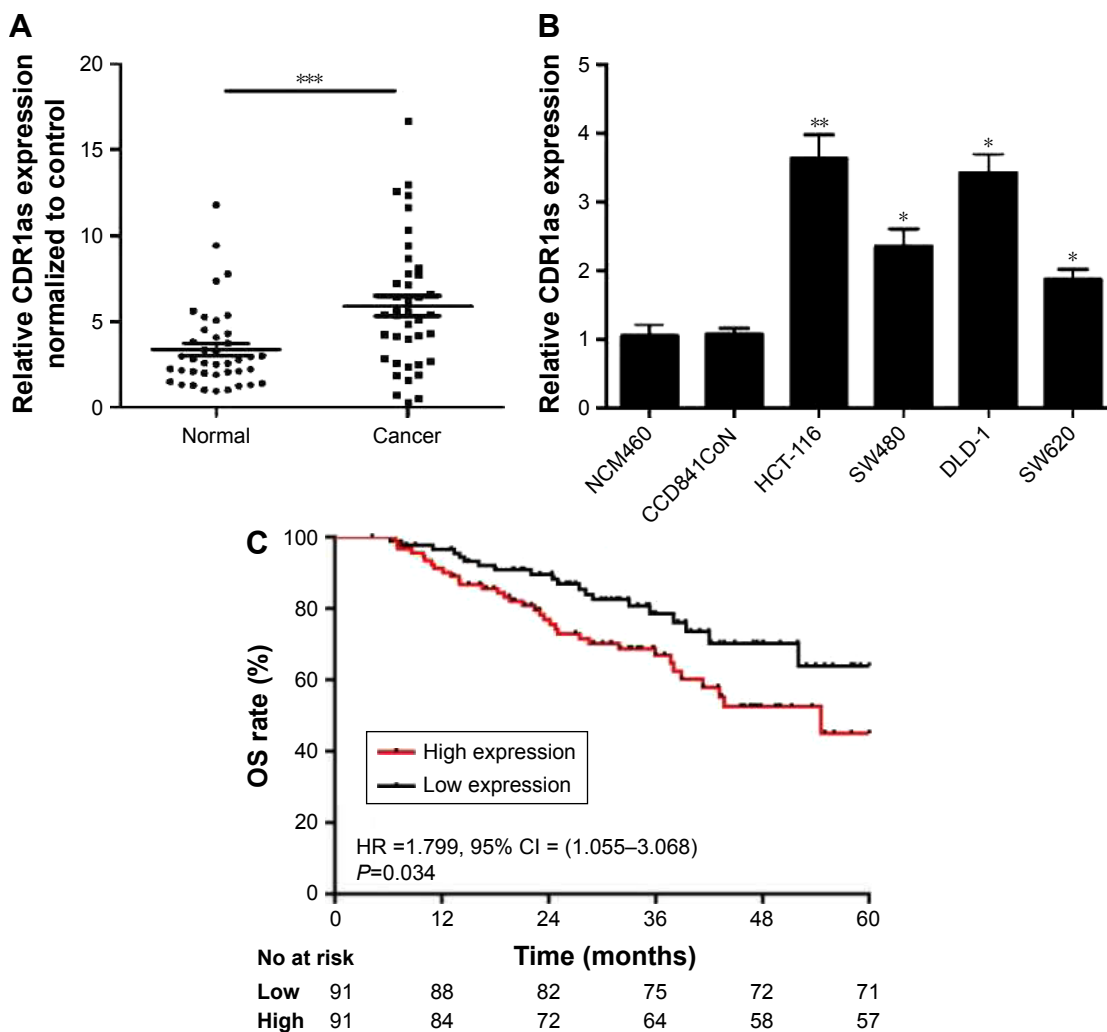 A
Relative CDR1as expression
normalized to control
20
15
10
5
0
***
Normal
Cancer
B
Relative CDR1as expression
5
4
3
2
1
0
**
*
*
*
NCM460
CCD841CoN
HCT-116
SW480
DLD-1
SW620
C
OS rate (%)
100
80
60
40
20
0
High expression
Low expression
HR =1.799, 95% CI = (1.055–3.068)
P=0.034
0 12 24 36 48 60
Time (months)
No at risk
Low 91 88 82 75 72 71
High 91 84 72 64 58 57